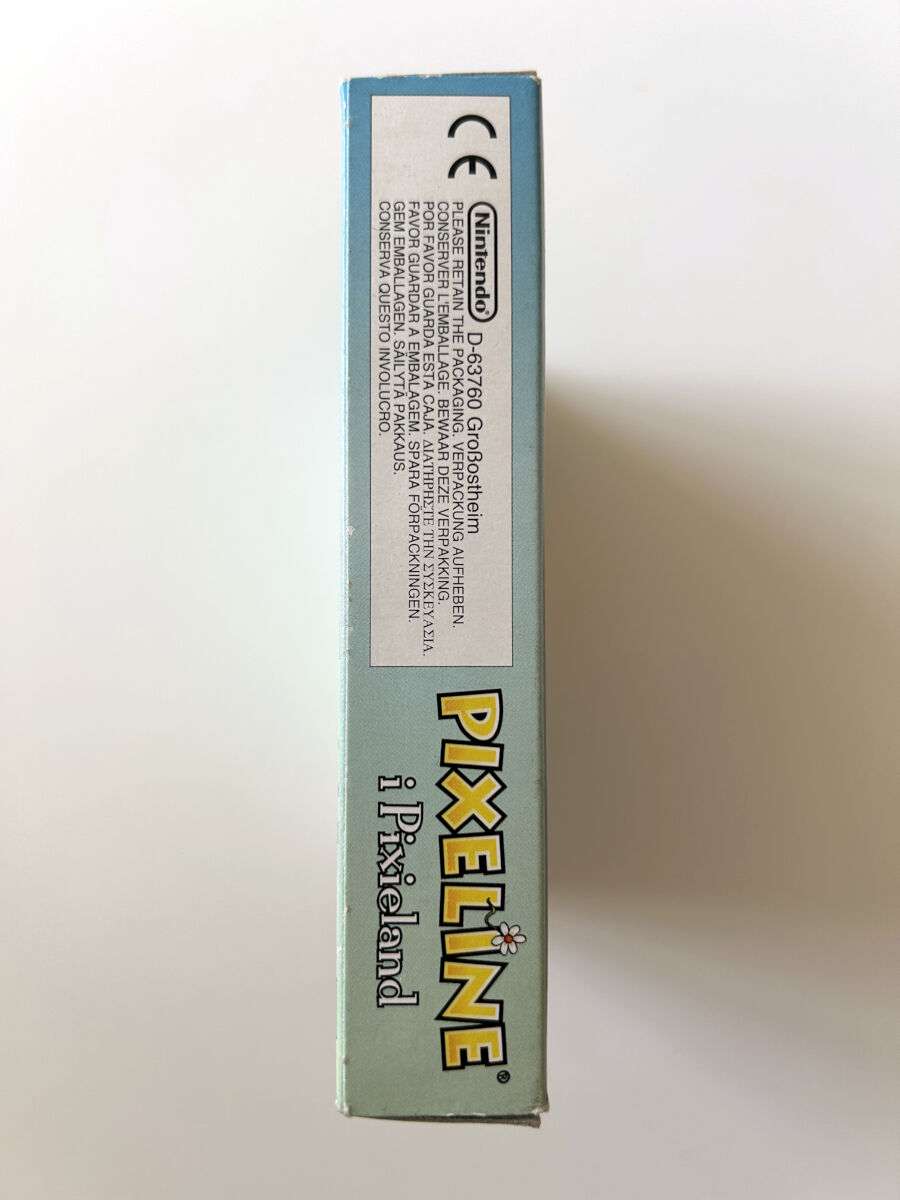 CE
Nintendo® D-63760 Großostheim
PLEASE RETAIN THE PACKAGING. VERPACKUNG AUFHEBEN.
CONSERVER L'EMBALLAGE. BEWAAR DEZE VERPAKKING.
POR FAVOR GUARDA ESTA CAJA. ΔΙΑΤΗΡΗΣΤΕ ΤΗΝ ΣΥΣΚΕΥΑΣΙΑ.
FAVOR GUARDAR A EMBALAGEM. SPARA FÖRPACKNINGEN.
GEM EMBALLAGEN. SÄILYTÄ PAKKAUS.
CONSERVA QUESTO INVOLUCRO.
PIXELINE®
i Pixieland